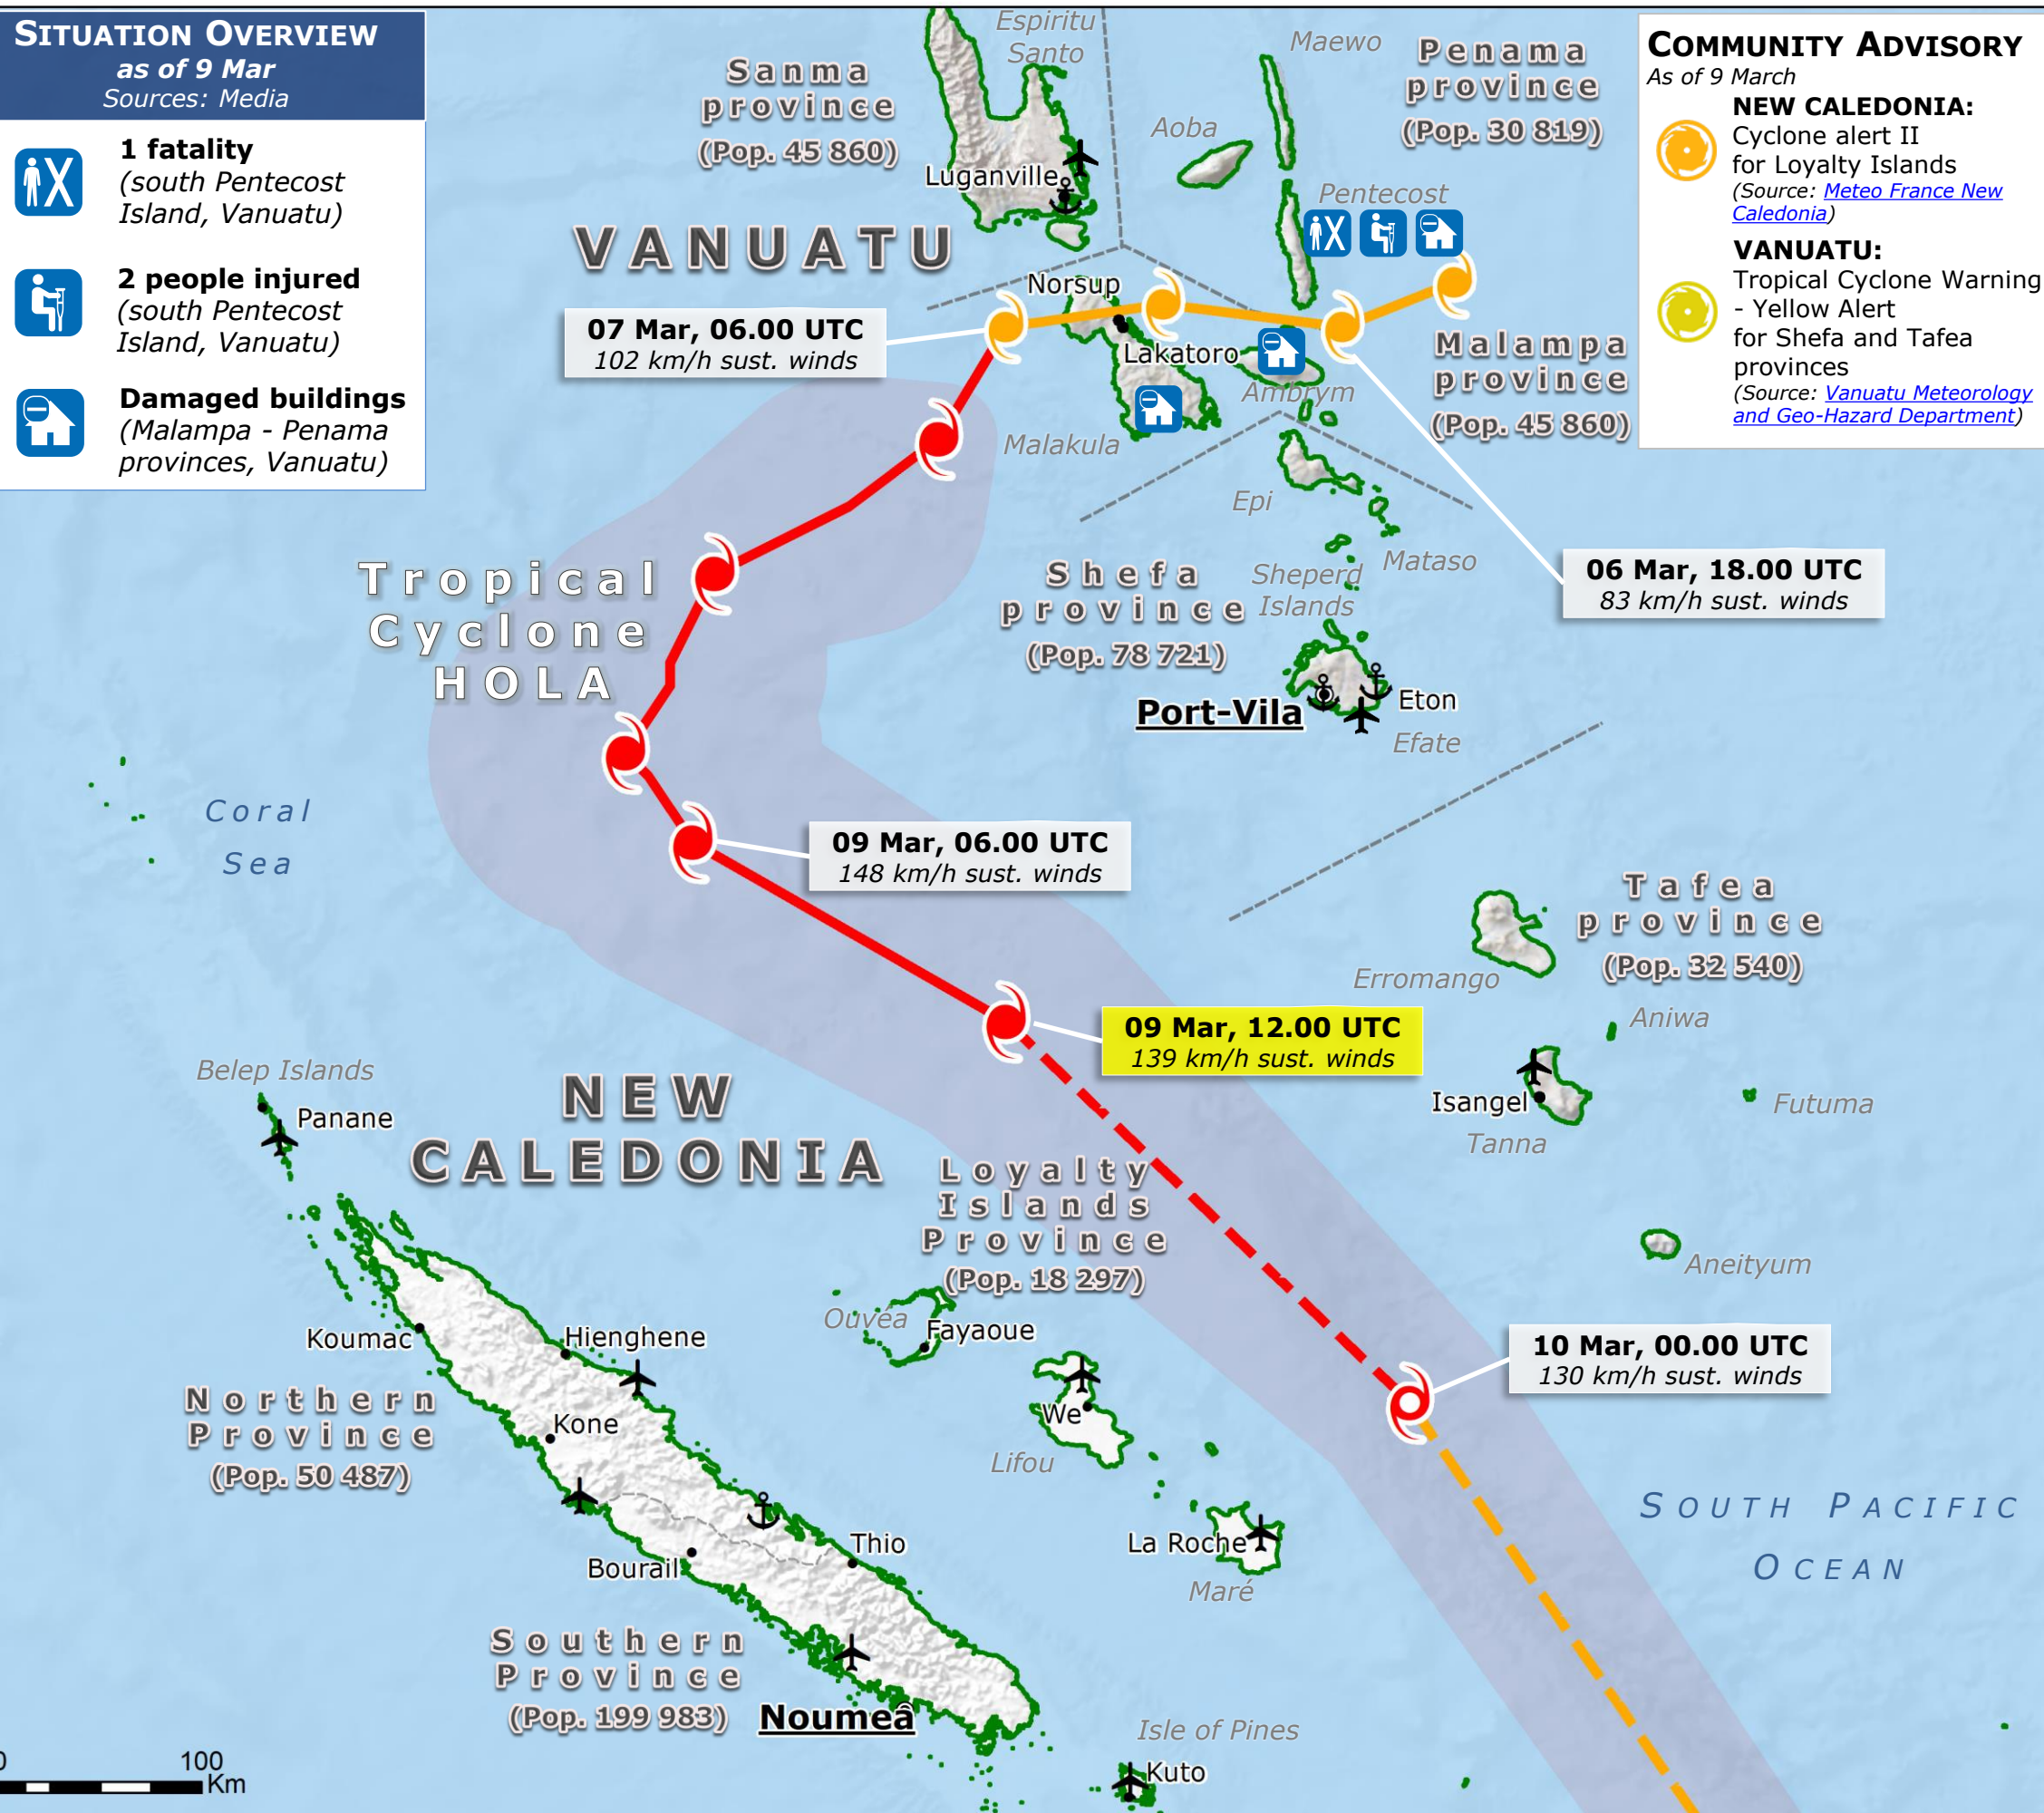 SITUATION OVERVIEW
as of 9 Mar
Sources: Media
1 fatality
(south Pentecost
Island, Vanuatu)
2 people injured
(south Pentecost
Island, Vanuatu)
Damaged buildings
(Malampa - Penama
provinces, Vanuatu)
COMMUNITY ADVISORY
As of 9 March
NEW CALEDONIA:
Cyclone alert II
for Loyalty Islands
(Source: Meteo France New
Caledonia)
VANUATU:
Tropical Cyclone Warning
- Yellow Alert
for Shefa and Tafea
provinces
(Source: Vanuatu Meteorology
and Geo-Hazard Department)
Espiritu
Santo
Maewo
Sanma
province
(Pop. 45 860)
Penama
province
(Pop. 30 819)
Aoba
Luganville
Pentecost
VANUATU
Norsup
07 Mar, 06.00 UTC
102 km/h sust. winds
Lakatoro
Ambrym
Malampa
province
(Pop. 45 860)
Malakula
Epi
Mataso
Tropical
Cyclone
HOLA
Shefa
province
(Pop. 78 721)
Sheperd
Islands
06 Mar, 18.00 UTC
83 km/h sust. winds
Port-Vila
Eton
Efate
Coral
Sea
09 Mar, 06.00 UTC
148 km/h sust. winds
Tafea
province
(Pop. 32 540)
Erromango
Aniwa
09 Mar, 12.00 UTC
139 km/h sust. winds
Belep Islands
Panane
NEW
CALEDONIA
Isangel
Tanna
Futuma
Loyalty
Islands
Province
(Pop. 18 297)
Aneityum
Ouvéa
Fayaoue
Koumac
Hienghene
10 Mar, 00.00 UTC
130 km/h sust. winds
Northern
Province
(Pop. 50 487)
Kone
We
Lifou
SOUTH PACIFIC
OCEAN
La Roche
Maré
Thio
Bourail
Southern
Province
(Pop. 199 983)
Noumea
Isle of Pines
Kuto
0 100
Km